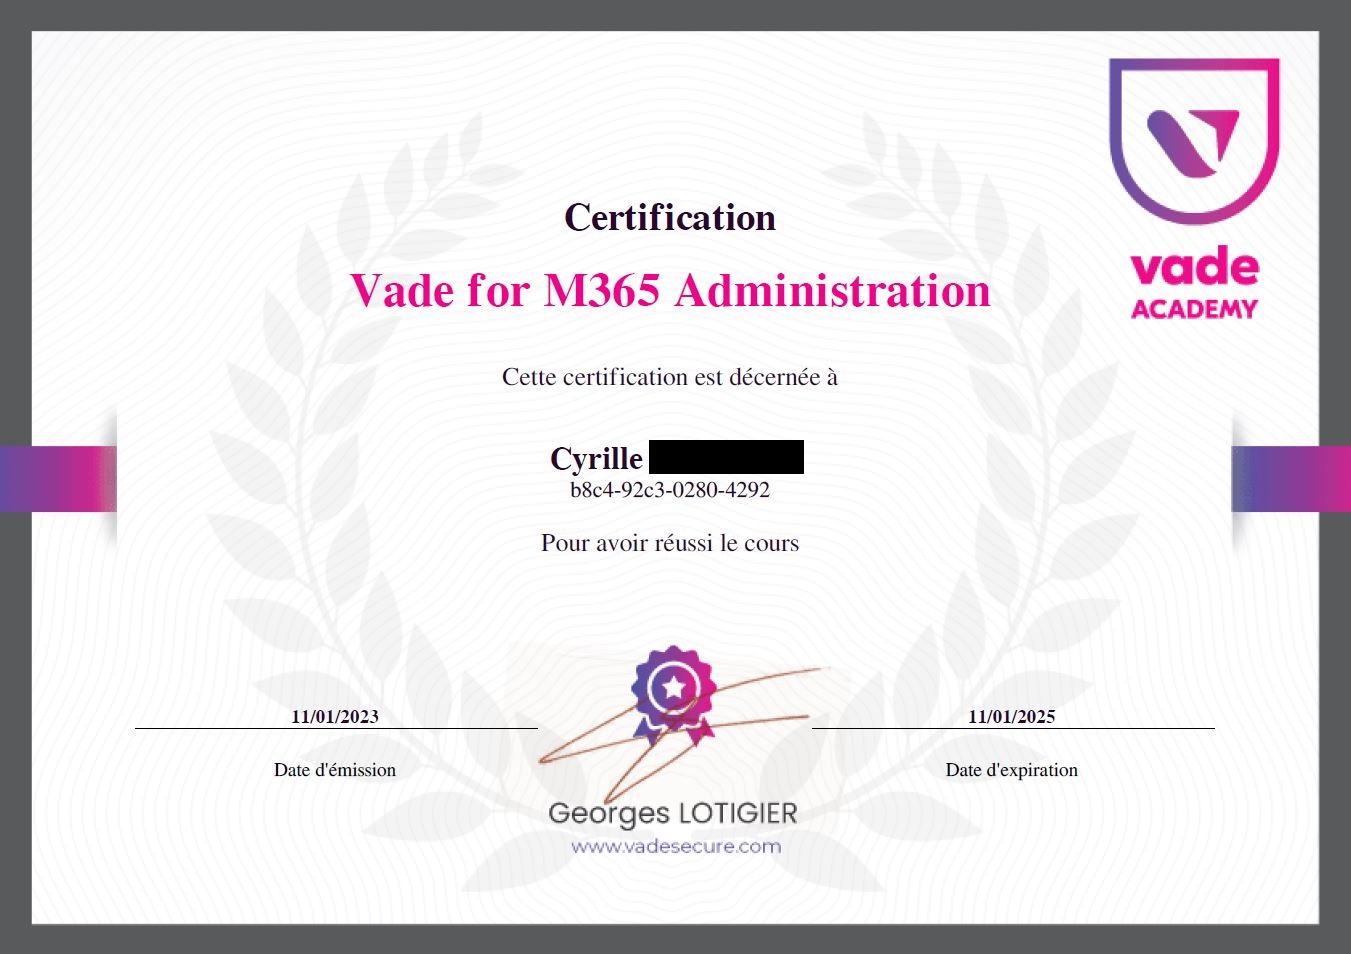 vade
ACADEMY
Certification
Vade for M365 Administration
Cette certification est décernée à
Cyrille
b8c4-92c3-0280-4292
Pour avoir réussi le cours
11/01/2023
Date d'émission
11/01/2025
Date d'expiration
Georges LOTIGIER
www.vadesecure.com